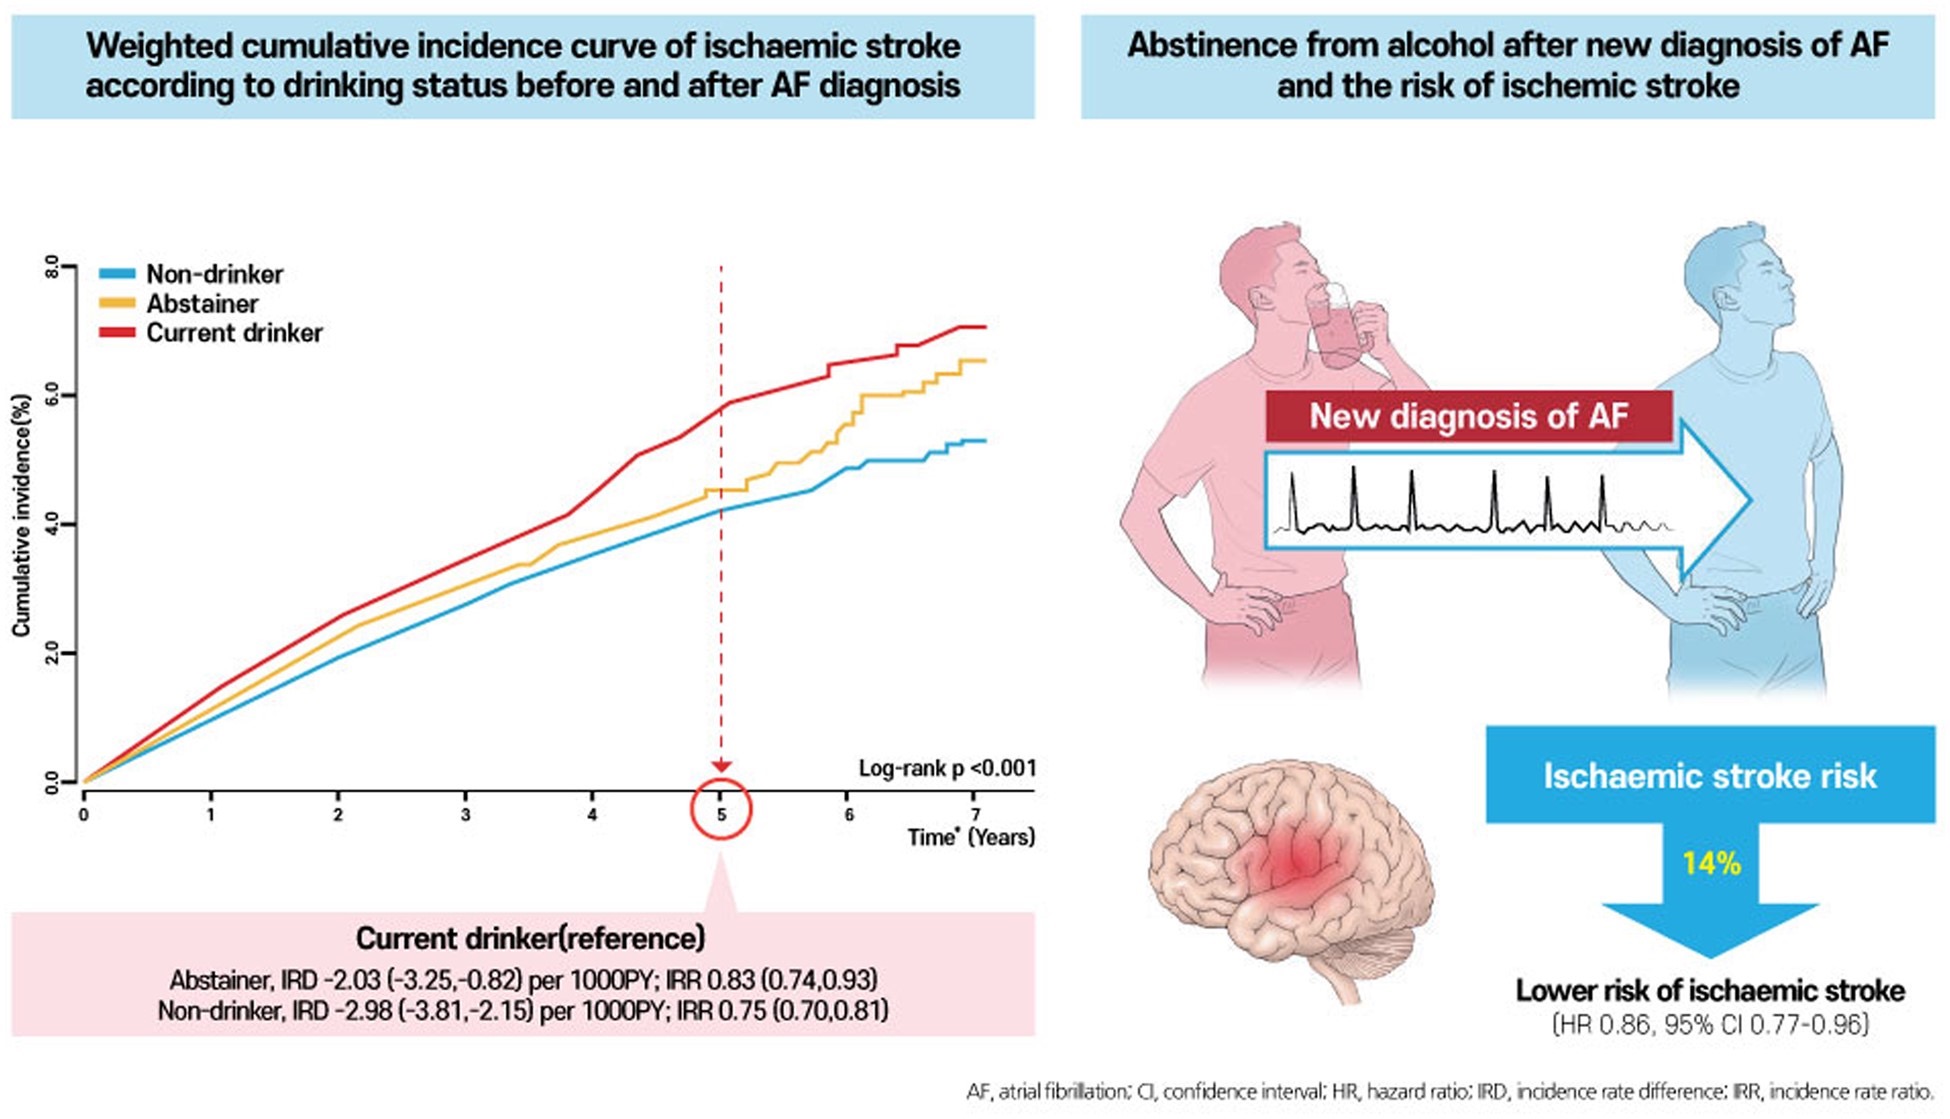 Weighted cumulative incidence curve of ischaemic stroke
according to drinking status before and after AF diagnosis
Abstinence from alcohol after new diagnosis of AF
and the risk of ischemic stroke
Cumulative invidence(%)
8.0
6.0
4.0
2.0
0.0
Non-drinker
Abstainer
Current drinker
Log-rank p <0.001
0 1 2 3 4 5 6 7
Time* (Years)
Current drinker(reference)
Abstainer, IRD -2.03 (-3.25,-0.82) per 1000PY; IRR 0.83 (0.74,0.93)
Non-drinker, IRD -2.98 (-3.81,-2.15) per 1000PY; IRR 0.75 (0.70,0.81)
New diagnosis of AF
Ischaemic stroke risk
14%
Lower risk of ischaemic stroke
(HR 0.86, 95% CI 0.77-0.96)
AF, atrial fibrillation; CI, confidence interval; HR, hazard ratio; IRD, incidence rate difference; IRR, incidence rate ratio.